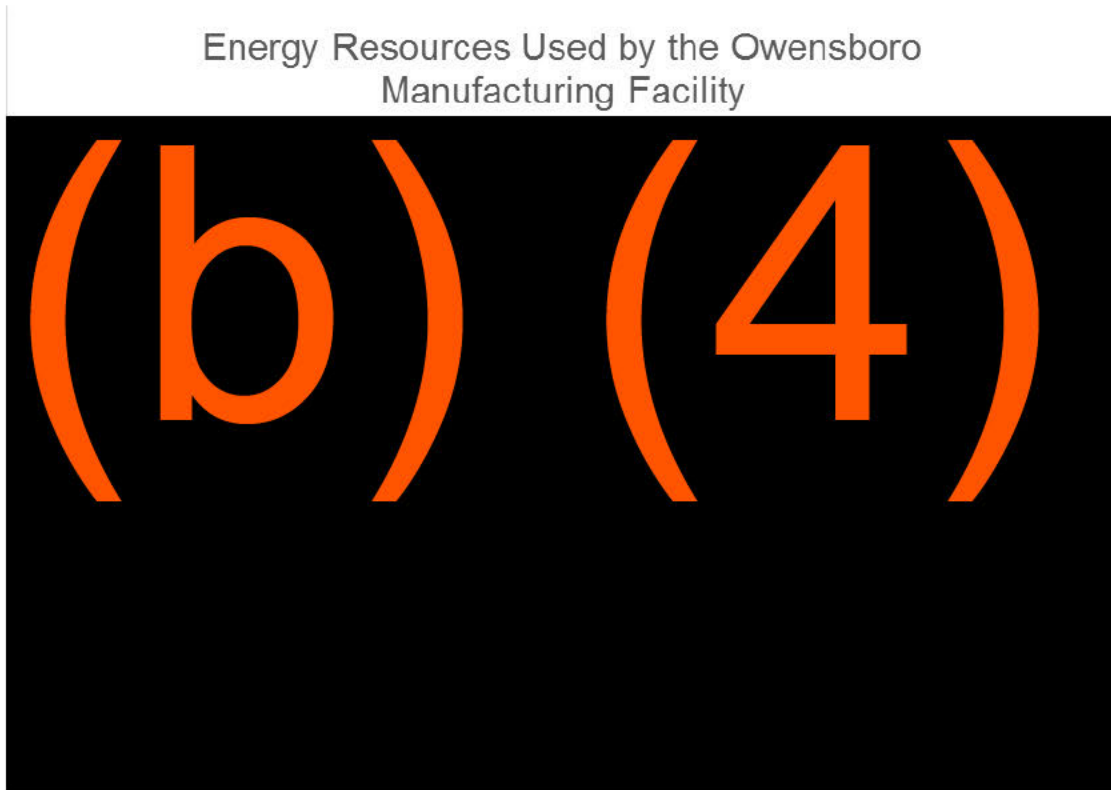 Energy Resources Used by the Owensboro
Manufacturing Facility
(b) (4)